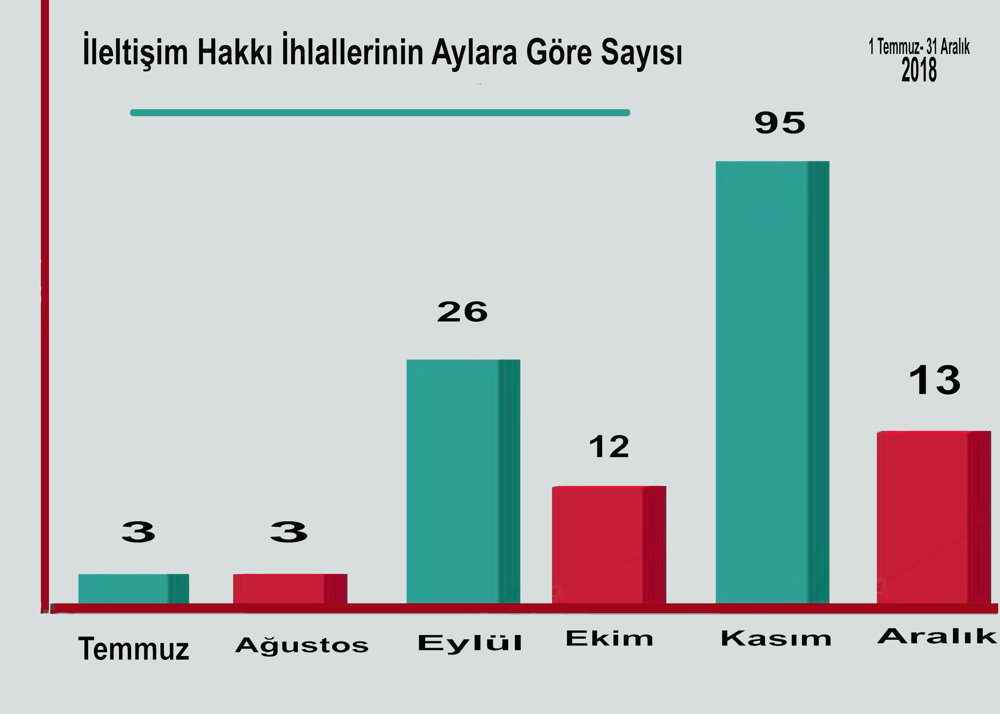 İleltişim Hakkı İhlallerinin Aylara Göre Sayısı
1 Temmuz- 31 Aralık
2018
95
26
13
12
3 3
Temmuz Ağustos Eylül Ekim Kasım Aralık